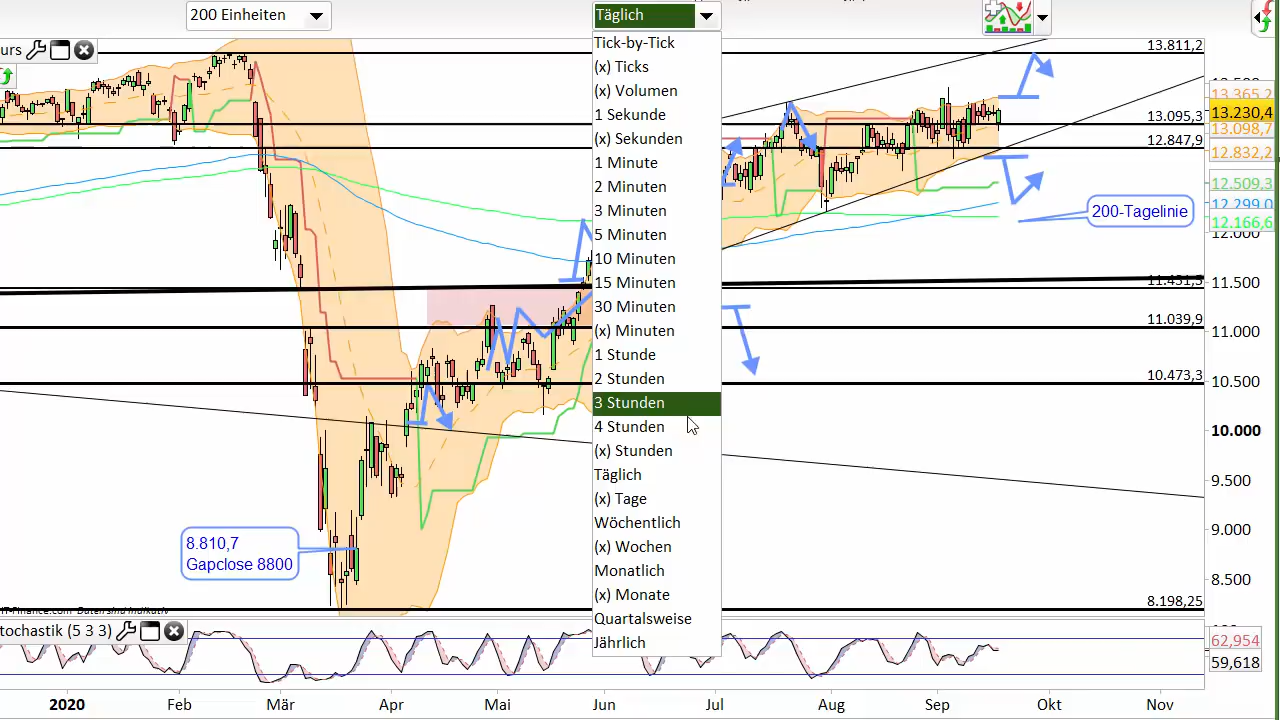 200 Einheiten
Täglich
urs
Tick-by-Tick
(x) Ticks
(x) Volumen
1 Sekunde
(x) Sekunden
1 Minute
2 Minuten
3 Minuten
5 Minuten
10 Minuten
15 Minuten
30 Minuten
(x) Minuten
1 Stunde
2 Stunden
3 Stunden
4 Stunden
(x) Stunden
Täglich
(x) Tage
Wöchentlich
(x) Wochen
Monatlich
(x) Monate
Quartalsweise
Jährlich
13.811,2
13.365,2
13.230,4
13.095,3
13.098,7
12.847,9
12.832,2
12.509,3
12.299,0
200-Tagelinie
12.166,6
12.000
11.500
11.451,3
11.039,9
11.000
10.473,3
10.500
10.000
9.500
9.000
8.810,7
Gapclose 8800
8.500
8.198,25
IT-Finance.com Daten sind indikativ
tochastik (5 3 3)
62,954
59,618
2020 Feb Mär Apr Mai Jun Jul Aug Sep Okt Nov